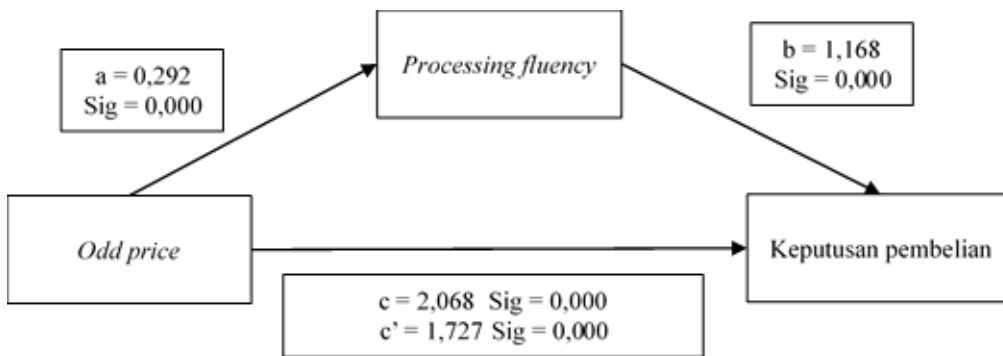 a = 0,292
Sig = 0,000
Processing fluency
b = 1,168
Sig = 0,000
Odd price
Keputusan pembelian
c = 2,068 Sig = 0,000
c’ = 1,727 Sig = 0,000